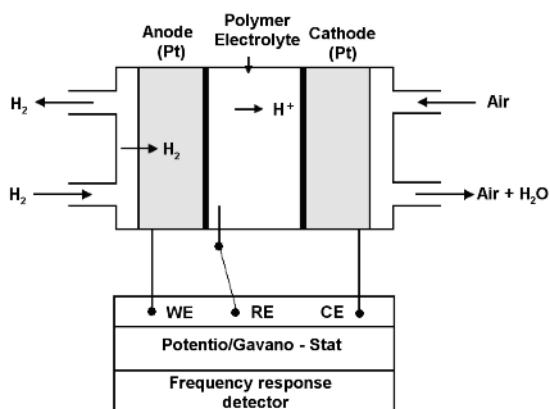 Polymer
Anode Electrolyte Cathode
(Pt) (Pt)
H₂ Air
H⁺
H₂
H₂ Air + H₂O
WE RE CE
Potentio/Gavano - Stat
Frequency response
detector